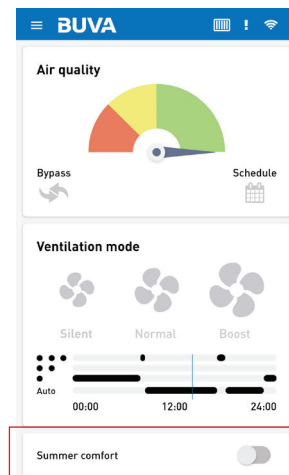 BUVA !
Air quality
Bypass Schedule
Ventilation mode
Silent Normal Boost
Auto
00:00 12:00 24:00
Summer comfort